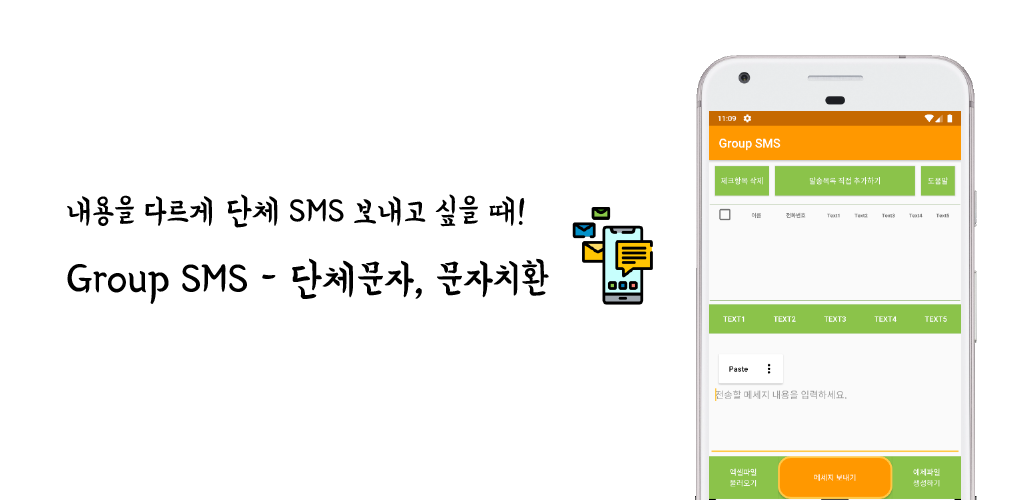 내용을 다르게 단체 SMS 보내고 싶을 때!
Group SMS - 단체문자, 문자치환
11:09
Group SMS
체크항목 삭제
발송목록 직접 추가하기
도움말
이름 전화번호 Text1 Text2 Text3 Text4 Text5
TEXT1 TEXT2 TEXT3 TEXT4 TEXT5
Paste
전송할 메세지 내용을 입력하세요.
엑셀파일
불러오기
메세지 보내기
예제파일
생성하기